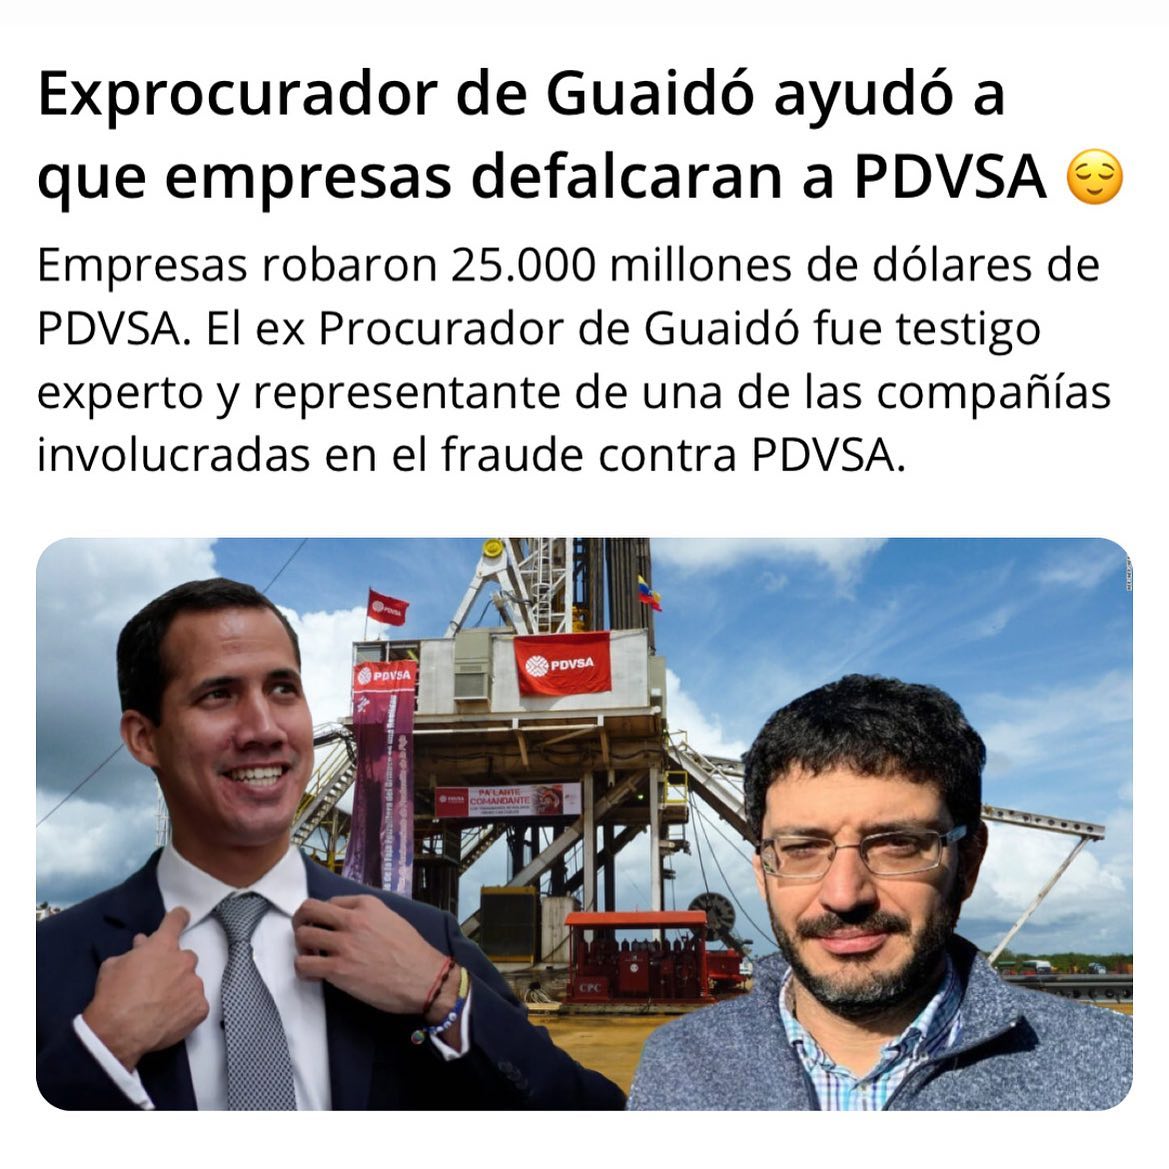 Exprocurador de Guaidó ayudó a
que empresas defalcaran a PDVSA 😌
Empresas robaron 25.000 millones de dólares de
PDVSA. El ex Procurador de Guaidó fue testigo
experto y representante de una de las compañías
involucradas en el fraude contra PDVSA.
PDVSA
PDVSA
PDVSA
PDVSA
PA'LANTE
COMANDANTE
CPC